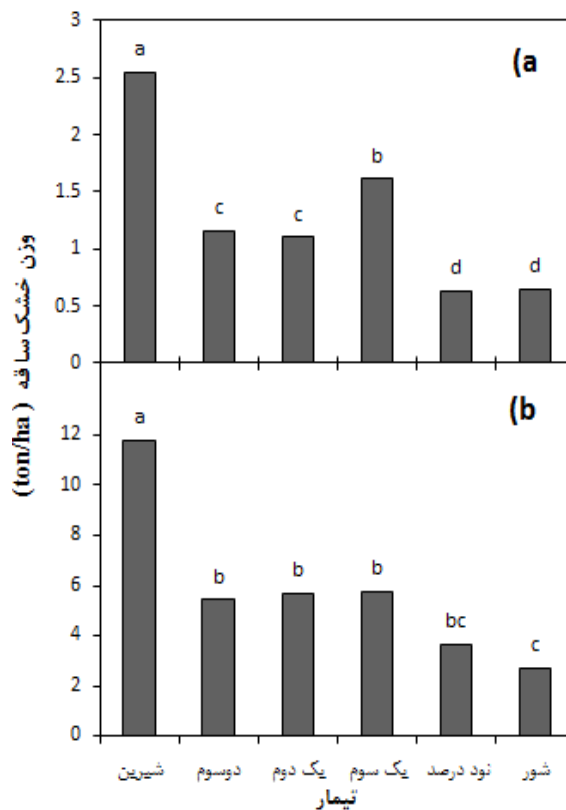 3
2.5
2
1.5
1
0.5
0
(a
a
c
c
b
d
d
12
10
8
6
4
2
0
(b
a
b
b
b
bc
c
وزن خشک ساقه (ton/ha)
شیرین دوسوم یک دوم یک سوم نود درصد شور
تیمار